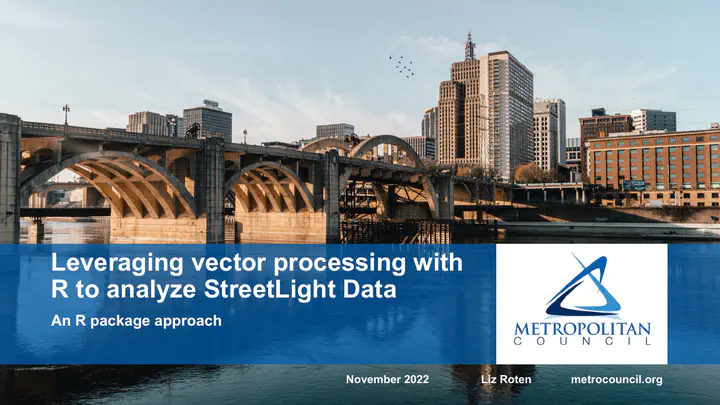 Leveraging vector processing with
R to analyze StreetLight Data
An R package approach
METROPOLITAN
COUNCIL
November 2022 Liz Roten metrocouncil.org